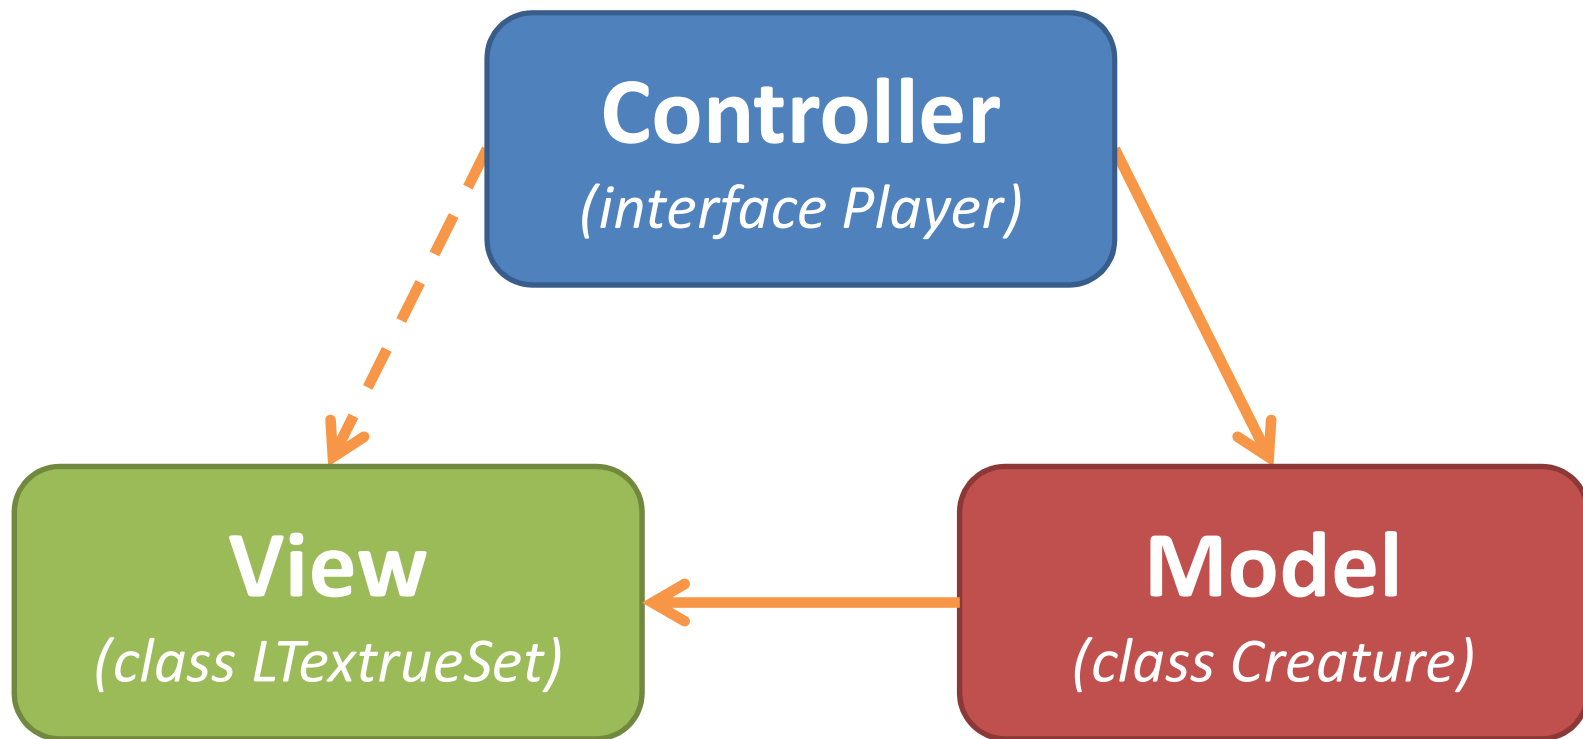 Controller
(interface Player)
View
(class LTextrueSet)
Model
(class Creature)